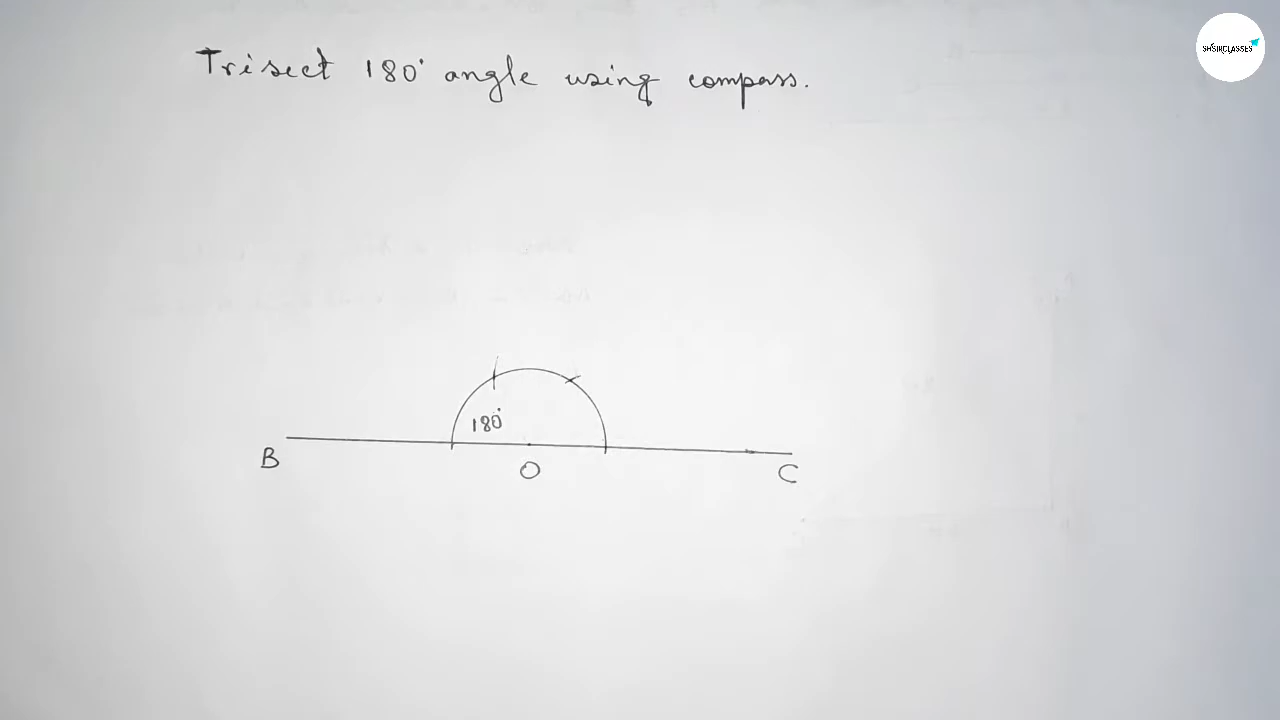 Trisect 180° angle using compass.
SHSIRCLASSES
180°
B
O
C